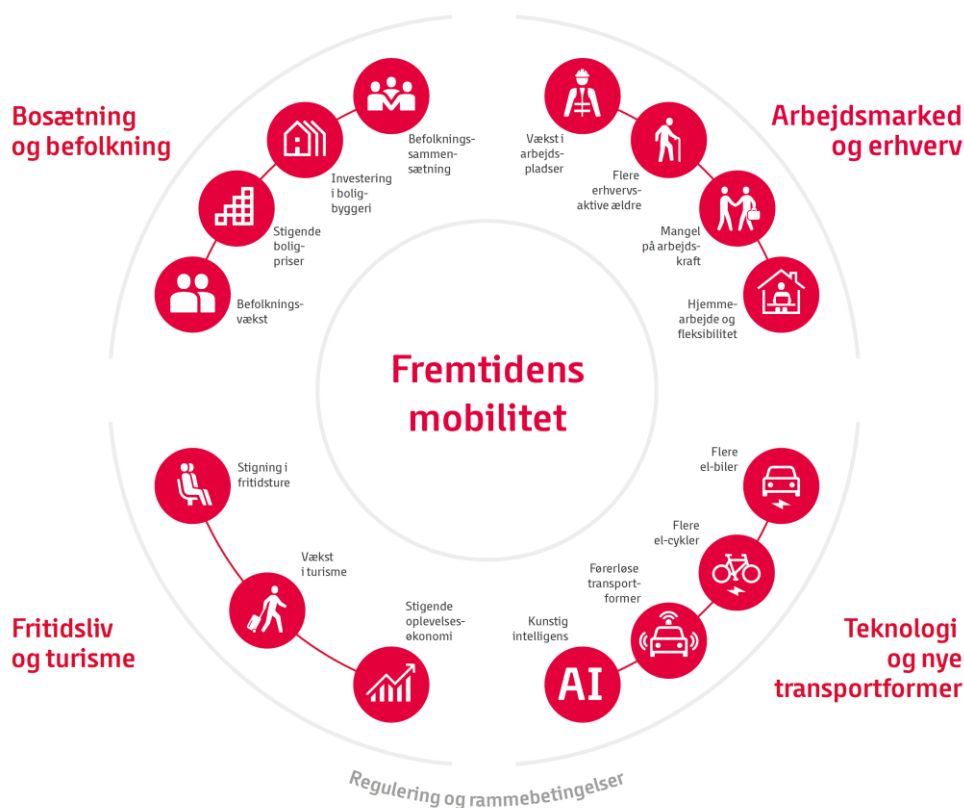 Bosætning
og befolkning
Befolknings-
sammen-
sætning
Investering
i bolig-
byggeri
Stigende
bolig-
priser
Befolknings-
vækst
Arbejdsmarked
og erhverv
Vækst i
arbejds-
pladser
Flere
erhvervs-
aktive ældre
Mangel
på arbejds-
kraft
Hjemme-
arbejde og
fleksibilitet
Fremtidens
mobilitet
Fritidsliv
og turisme
Stigning i
fritidsture
Vækst
i turisme
Stigende
oplevelses-
økonomi
Teknologi
og nye
transportformer
Flere
el-biler
Flere
el-cykler
Førerløse
transport-
former
Kunstig
intelligens
AI
Regulering og rammebetingelser